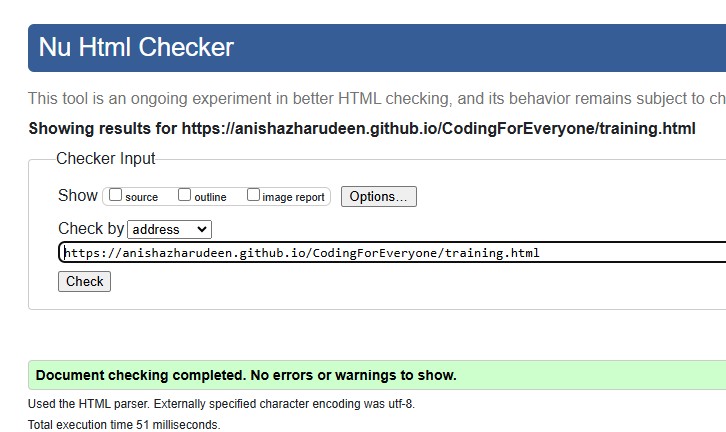 Nu Html Checker
This tool is an ongoing experiment in better HTML checking, and its behavior remains subject to ch
Showing results for https://anishazharudeen.github.io/CodingForEveryone/training.html
Checker Input
Show source outline image report Options...
Check by address
https://anishazharudeen.github.io/CodingForEveryone/training.html
Check
Document checking completed. No errors or warnings to show.
Used the HTML parser. Externally specified character encoding was utf-8.
Total execution time 51 milliseconds.